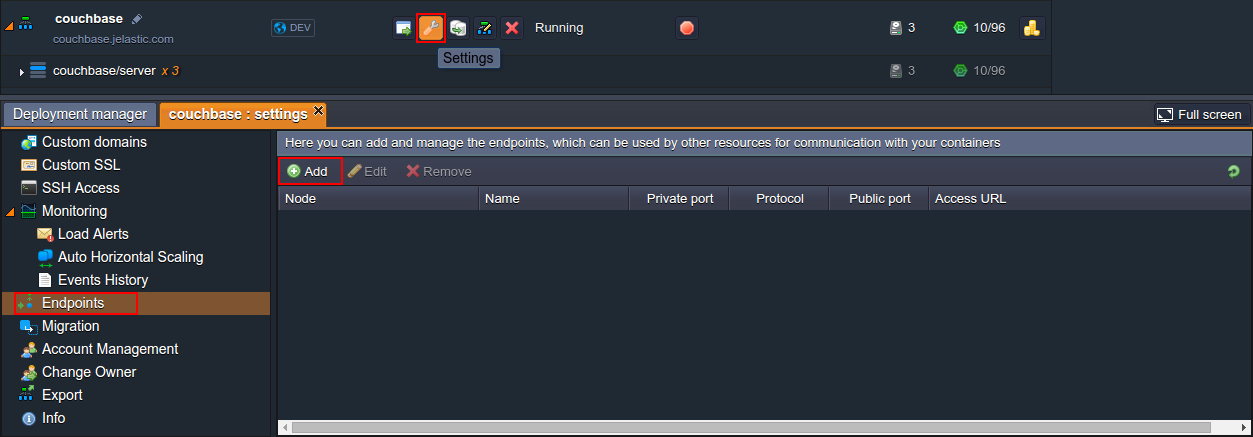 couchbase
couchbase.jelastic.com
DEV
Running
3
10/96
Settings
couchbase/server x 3
3
10/96
Deployment manager
couchbase : settings
Full screen
Custom domains
Custom SSL
SSH Access
Monitoring
Load Alerts
Auto Horizontal Scaling
Events History
Endpoints
Migration
Account Management
Change Owner
Export
Info
Here you can add and manage the endpoints, which can be used by other resources for communication with your containers
Add Edit Remove
Node Name Private port Protocol Public port Access URL